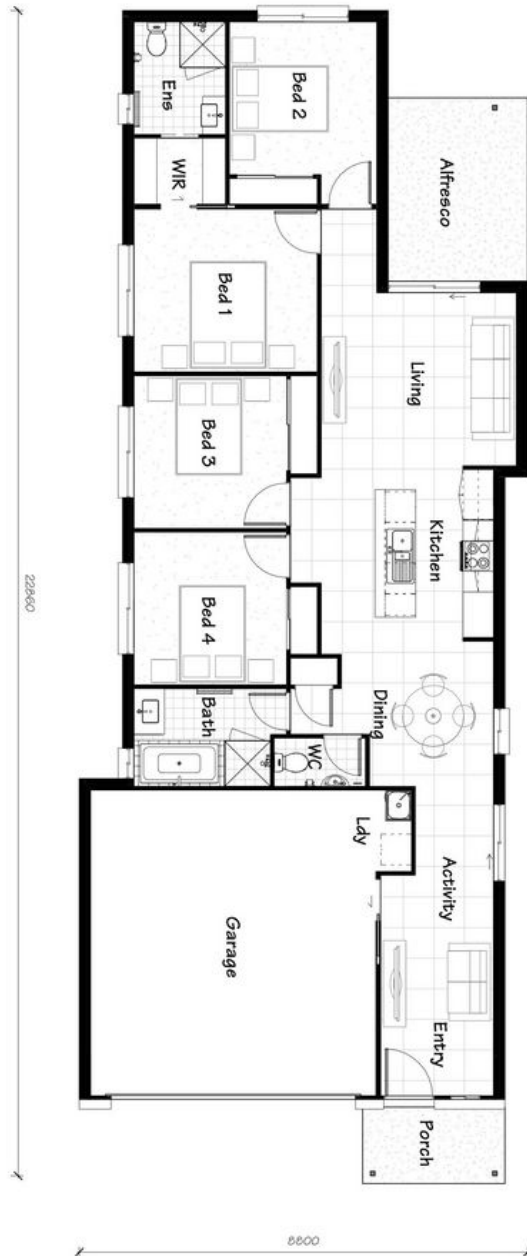 Ens
Bed 2
WIR
Alfresco
Bed 1
Living
Bed 3
Kitchen
Bed 4
22860
Bath
Dining
WC
Ldy
Activity
Garage
Entry
Porch
8800